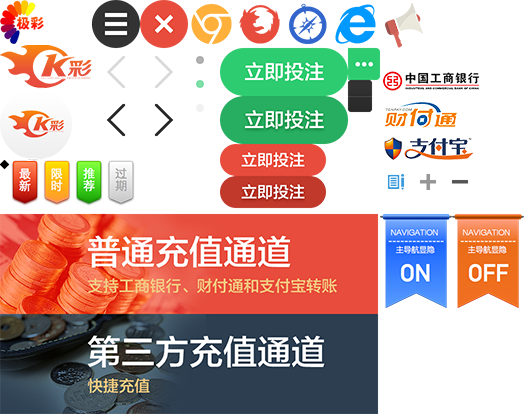 极彩
K彩
K彩
立即投注
立即投注
立即投注
立即投注
中国工商银行
INDUSTRIAL AND COMMERCIAL BANK OF CHINA
TENPAY.COM
财付通
支付宝
最新
限时
推荐
过期
普通充值通道
支持工商银行、财付通和支付宝转账
第三方充值通道
快捷充值
NAVIGATION
主导航显隐
ON
NAVIGATION
主导航显隐
OFF